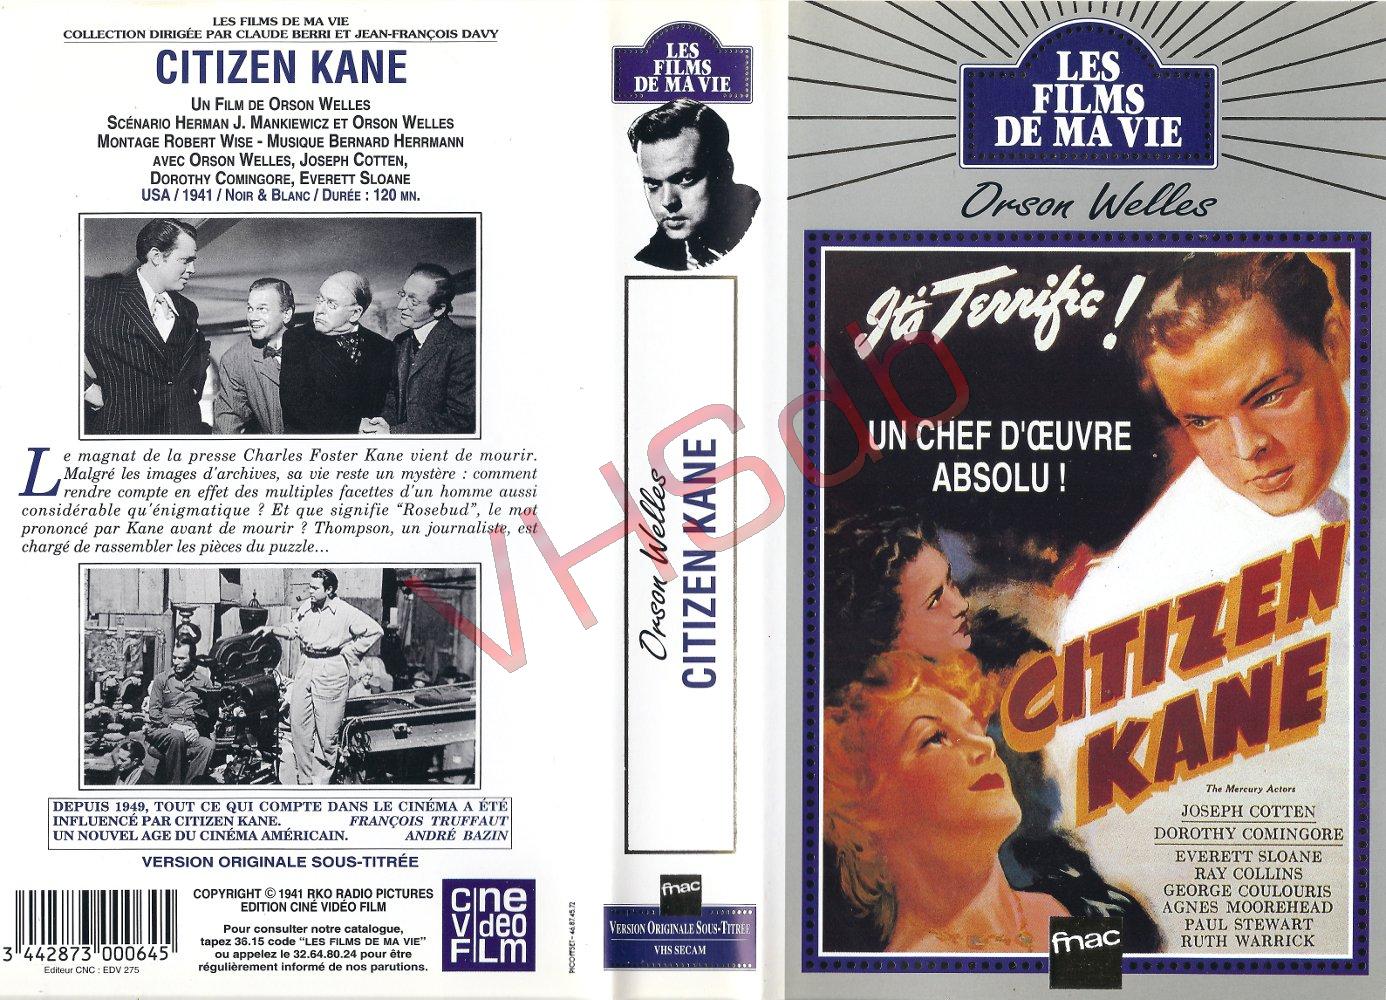 LES FILMS DE MA VIE
COLLECTION DIRIGÉE PAR CLAUDE BERRI ET JEAN-FRANÇOIS DAVY
CITIZEN KANE
UN FILM DE ORSON WELLES
SCÉNARIO HERMAN J. MANKIEWICZ ET ORSON WELLES
MONTAGE ROBERT WISE - MUSIQUE BERNARD HERRMANN
AVEC ORSON WELLES, JOSEPH COTTEN,
DOROTHY COMINGORE, EVERETT SLOANE
USA / 1941 / NOIR & BLANC / DURÉE : 120 MN.
Le magnat de la presse Charles Foster Kane vient de mourir.
Malgré les images d'archives, sa vie reste un mystère : comment
rendre compte en effet des multiples facettes d'un homme aussi
considérable qu'énigmatique ? Et que signifie “Rosebud”, le mot
prononcé par Kane avant de mourir ? Thompson, un journaliste, est
chargé de rassembler les pièces du puzzle...
DEPUIS 1949, TOUT CE QUI COMPTE DANS LE CINÉMA A ÉTÉ
INFLUENCÉ PAR CITIZEN KANE. FRANÇOIS TRUFFAUT
UN NOUVEL AGE DU CINÉMA AMÉRICAIN. ANDRÉ BAZIN
VERSION ORIGINALE SOUS-TITRÉE
3 442873 000645
Editeur CNC : EDV 275
COPYRIGHT © 1941 RKO RADIO PICTURES
EDITION CINÉ VIDÉO FILM
Pour consulter notre catalogue,
tapez 36.15 code “LES FILMS DE MA VIE”
ou appelez le 32.64.80.24 pour être
régulièrement informé de nos parutions.
cine
video
FILM
LES
FILMS
DE MA VIE
Orson Welles
CITIZEN KANE
fnac
VERSION ORIGINALE SOUS-TITRÉE
VHS SECAM
LES
FILMS
DE MA VIE
Orson Welles
It's Terrific !
UN CHEF D'ŒUVRE
ABSOLU !
CITIZEN
KANE
The Mercury Actors
JOSEPH COTTEN
DOROTHY COMINGORE
EVERETT SLOANE
RAY COLLINS
GEORGE COULOURIS
AGNES MOOREHEAD
PAUL STEWART
RUTH WARRICK
fnac
VHSdb